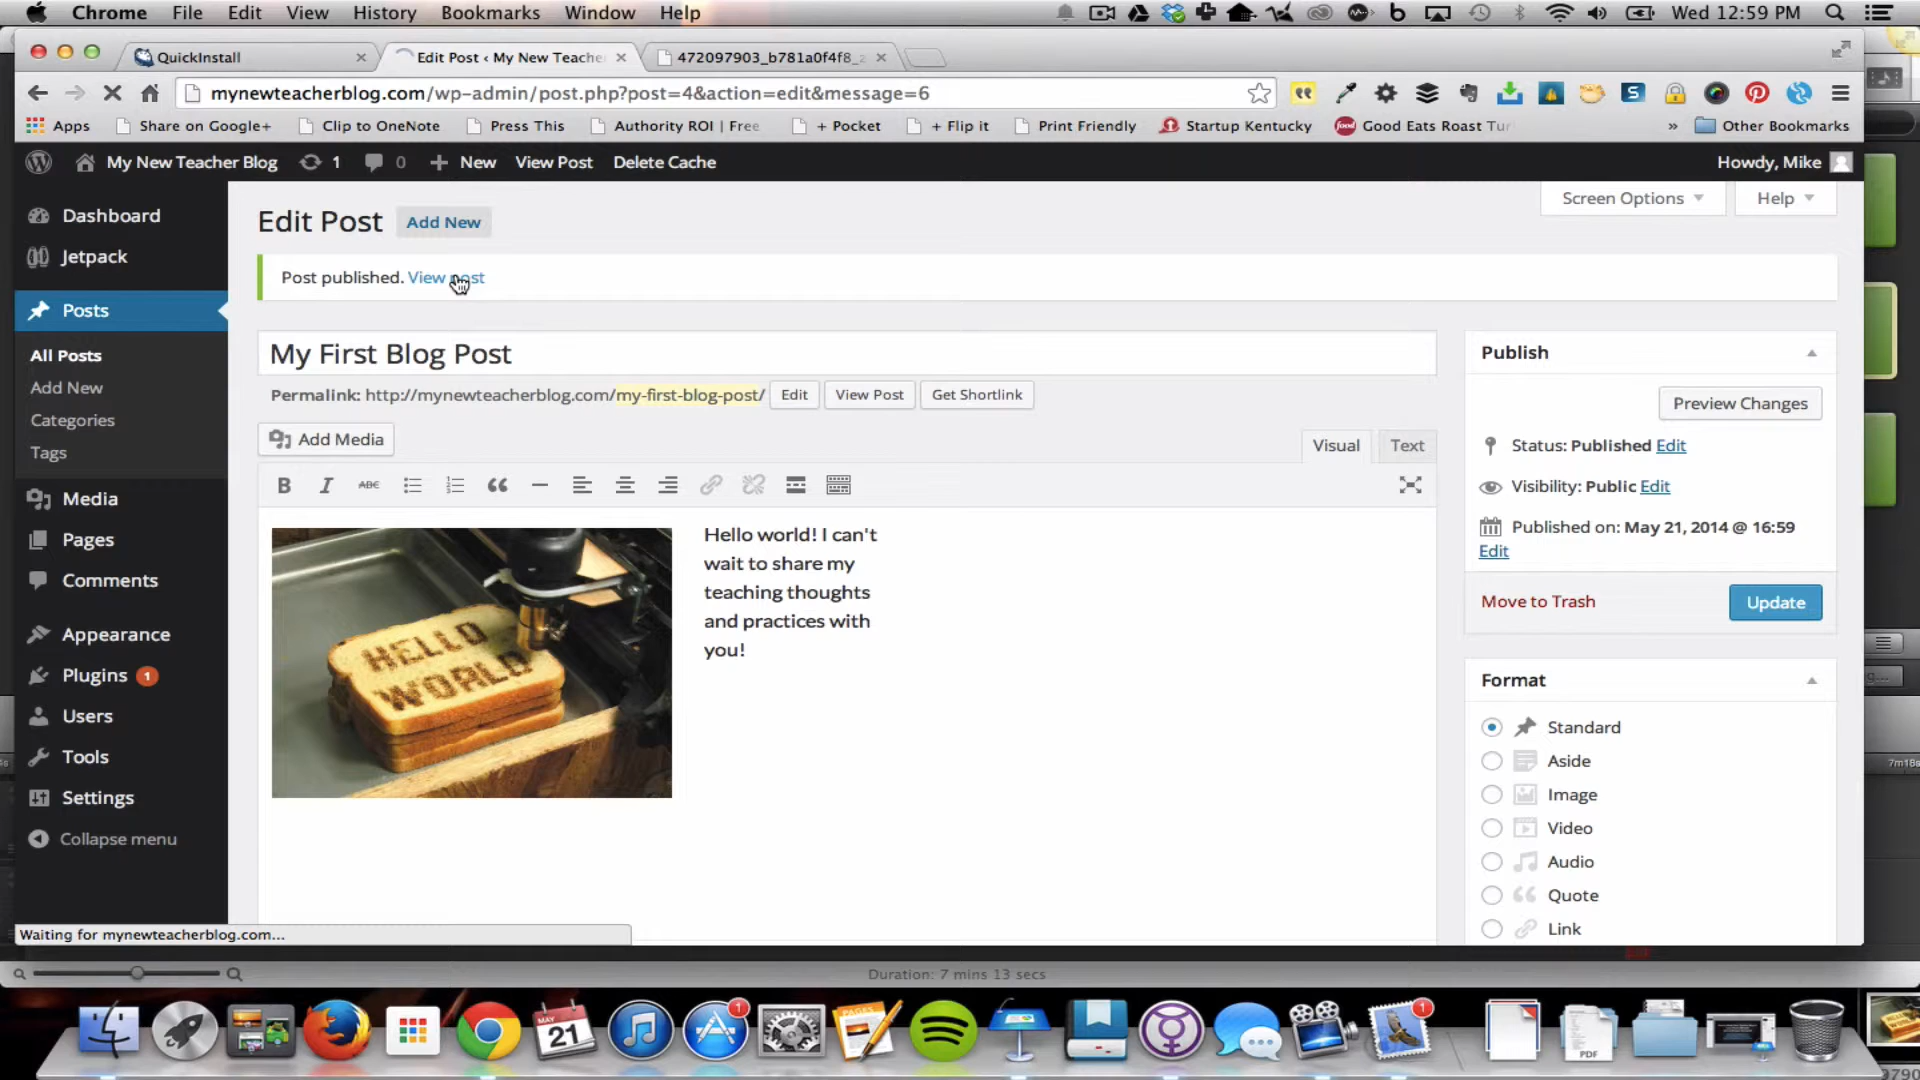 Chrome File Edit View History Bookmarks Window Help Wed 12:59 PM
QuickInstall
Edit Post ‹ My New Teache
472097903_b781a0f4f8_z
mynewteacherblog.com/wp-admin/post.php?post=4&action=edit&message=6
Apps Share on Google+ Clip to OneNote Press This Authority ROI | Free + Pocket + Flip it Print Friendly Startup Kentucky food Good Eats Roast Tur » Other Bookmarks
My New Teacher Blog 1 0 New View Post Delete Cache Howdy, Mike
Dashboard
Jetpack
Posts
All Posts
Add New
Categories
Tags
Media
Pages
Comments
Appearance
Plugins 1
Users
Tools
Settings
Collapse menu
Screen Options Help
Edit Post Add New
Post published. View post
My First Blog Post
Permalink: http://mynewteacherblog.com/my-first-blog-post/ Edit View Post Get Shortlink
Add Media
Visual Text
B I ABC
HELLO
WORLD
Hello world! I can't
wait to share my
teaching thoughts
and practices with
you!
Publish
Preview Changes
Status: Published Edit
Visibility: Public Edit
Published on: May 21, 2014 @ 16:59
Edit
Move to Trash Update
Format
Standard
Aside
Image
Video
Audio
Quote
Link
Waiting for mynewteacherblog.com...
7m18s
Duration: 7 mins 13 secs
MAY
21
1
PAGES
1
PDF